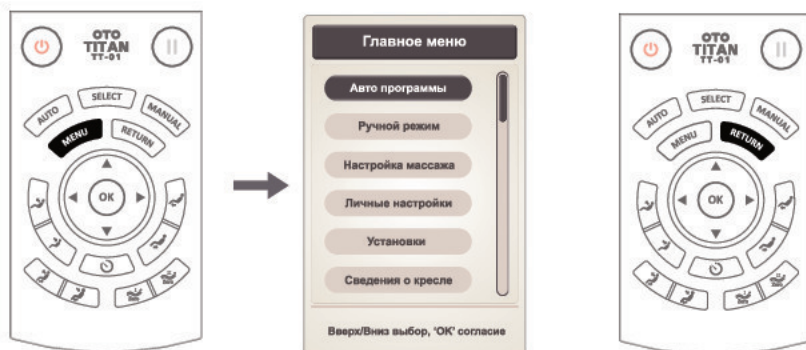 OTO
TITAN
TT-01
AUTO
SELECT
MANUAL
MENU
RETURN
OK
Главное меню
Авто программы
Ручной режим
Настройка массажа
Личные настройки
Установки
Сведения о кресле
Вверх/Вниз выбор, 'OK' согласие
OTO
TITAN
TT-01
AUTO
SELECT
MANUAL
MENU
RETURN
OK